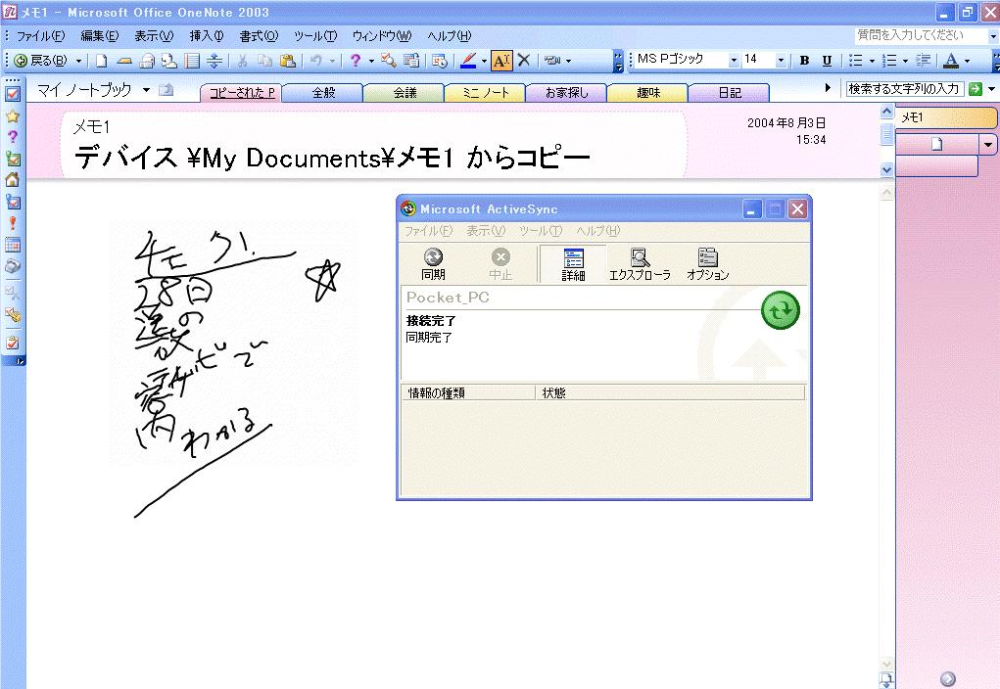 メモ1 - Microsoft Office OneNote 2003
ファイル(F) 編集(E) 表示(V) 挿入(I) 書式(O) ツール(T) ウィンドウ(W) ヘルプ(H) 質問を入力してください
戻る(B) MS Pゴシック 14 B U A
マイ ノートブック コピーされた P 全般 会議 ミニ ノート お家探し 趣味 日記 検索する文字列の入力
メモ1
デバイス ¥My Documents¥メモ1 からコピー
2004年8月3日
15:34
メモ1
28日
の
で
わかる
Microsoft ActiveSync
ファイル(F) 表示(V) ツール(T) ヘルプ(H)
同期 中止 詳細 エクスプローラ オプション
Pocket_PC
接続完了
同期完了
情報の種類 状態